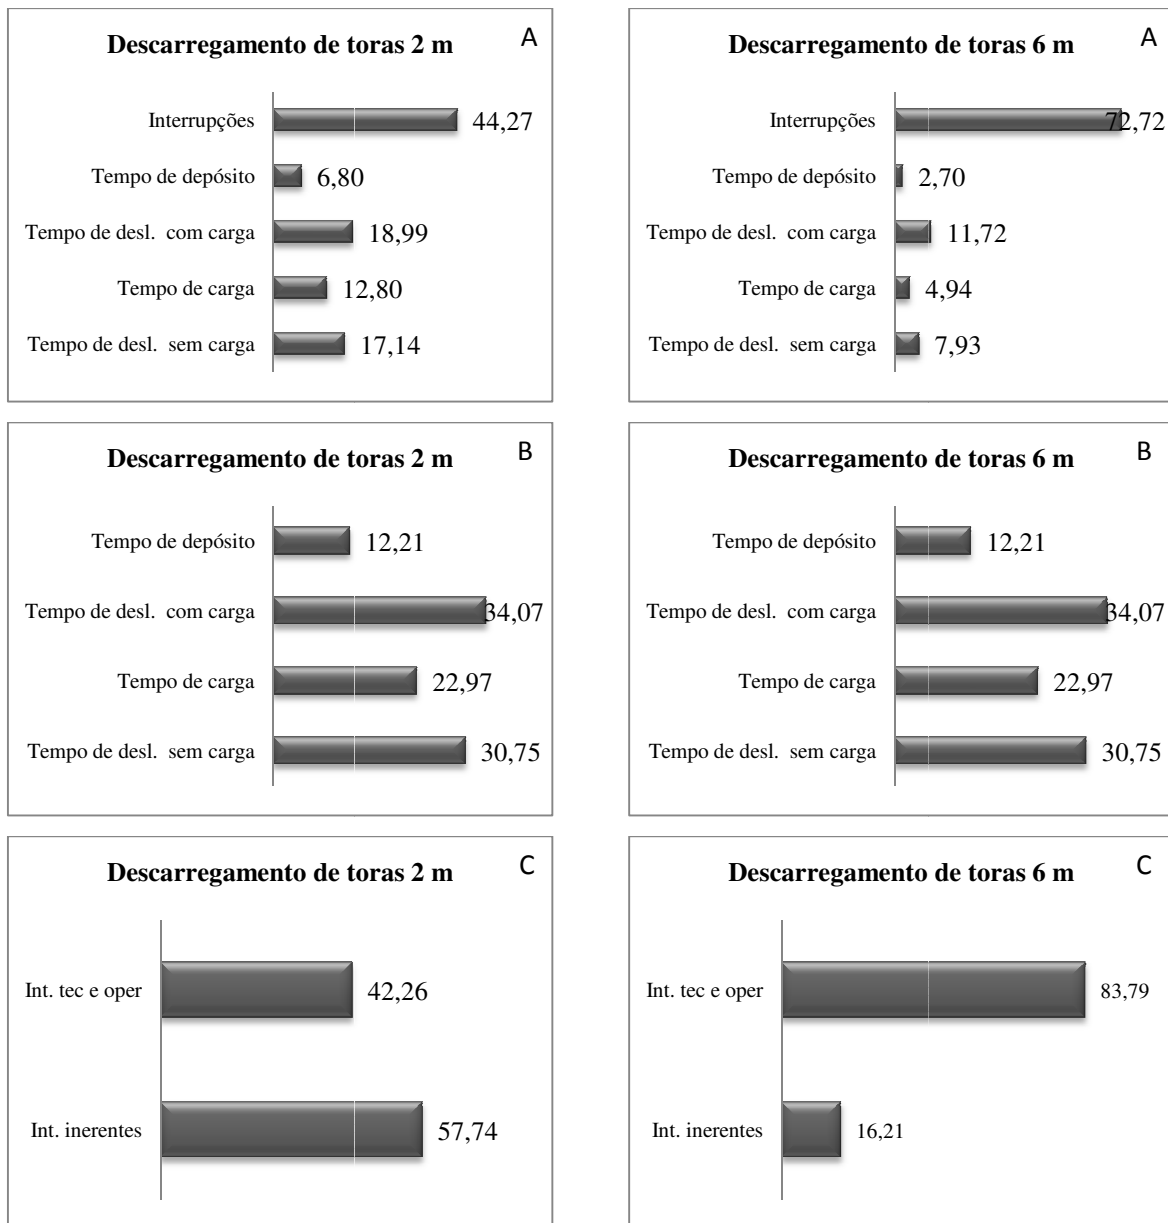 Descarregamento de toras 2 m A
Interrupções 44,27
Tempo de depósito 6,80
Tempo de desl. com carga 18,99
Tempo de carga 12,80
Tempo de desl. sem carga 17,14
Descarregamento de toras 6 m A
Interrupções 72,72
Tempo de depósito 2,70
Tempo de desl. com carga 11,72
Tempo de carga 4,94
Tempo de desl. sem carga 7,93
Descarregamento de toras 2 m B
Tempo de depósito 12,21
Tempo de desl. com carga 34,07
Tempo de carga 22,97
Tempo de desl. sem carga 30,75
Descarregamento de toras 6 m B
Tempo de depósito 12,21
Tempo de desl. com carga 34,07
Tempo de carga 22,97
Tempo de desl. sem carga 30,75
Descarregamento de toras 2 m C
Int. tec e oper 42,26
Int. inerentes 57,74
Descarregamento de toras 6 m C
Int. tec e oper 83,79
Int. inerentes 16,21